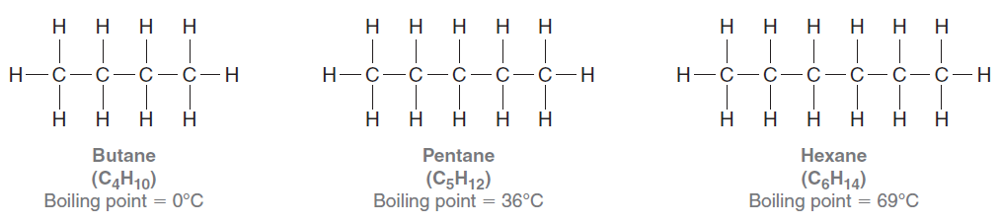 H H H H
H—C—C—C—C—H
H H H H
Butane
(C₄H₁₀)
Boiling point = 0°C
H H H H H
H—C—C—C—C—C—H
H H H H H
Pentane
(C₅H₁₂)
Boiling point = 36°C
H H H H H H
H—C—C—C—C—C—C—H
H H H H H H
Hexane
(C₆H₁₄)
Boiling point = 69°C